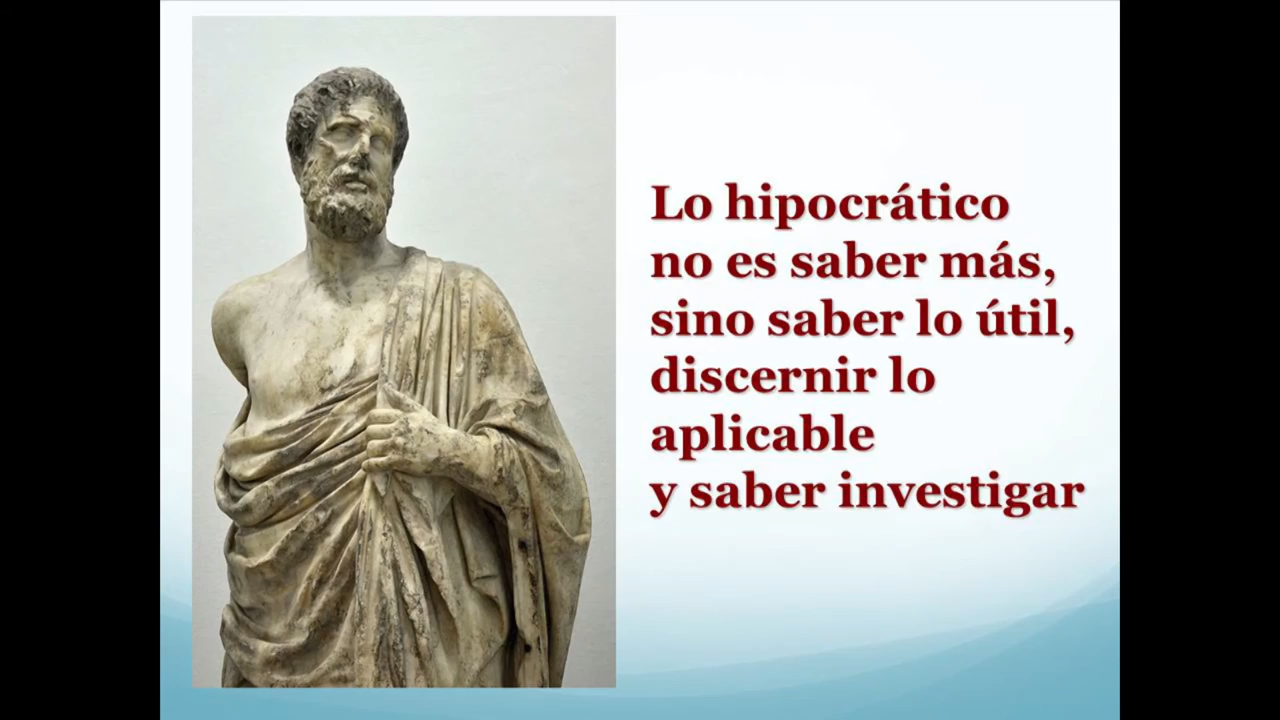 Lo hipocrático
no es saber más,
sino saber lo útil,
discernir lo
aplicable
y saber investigar